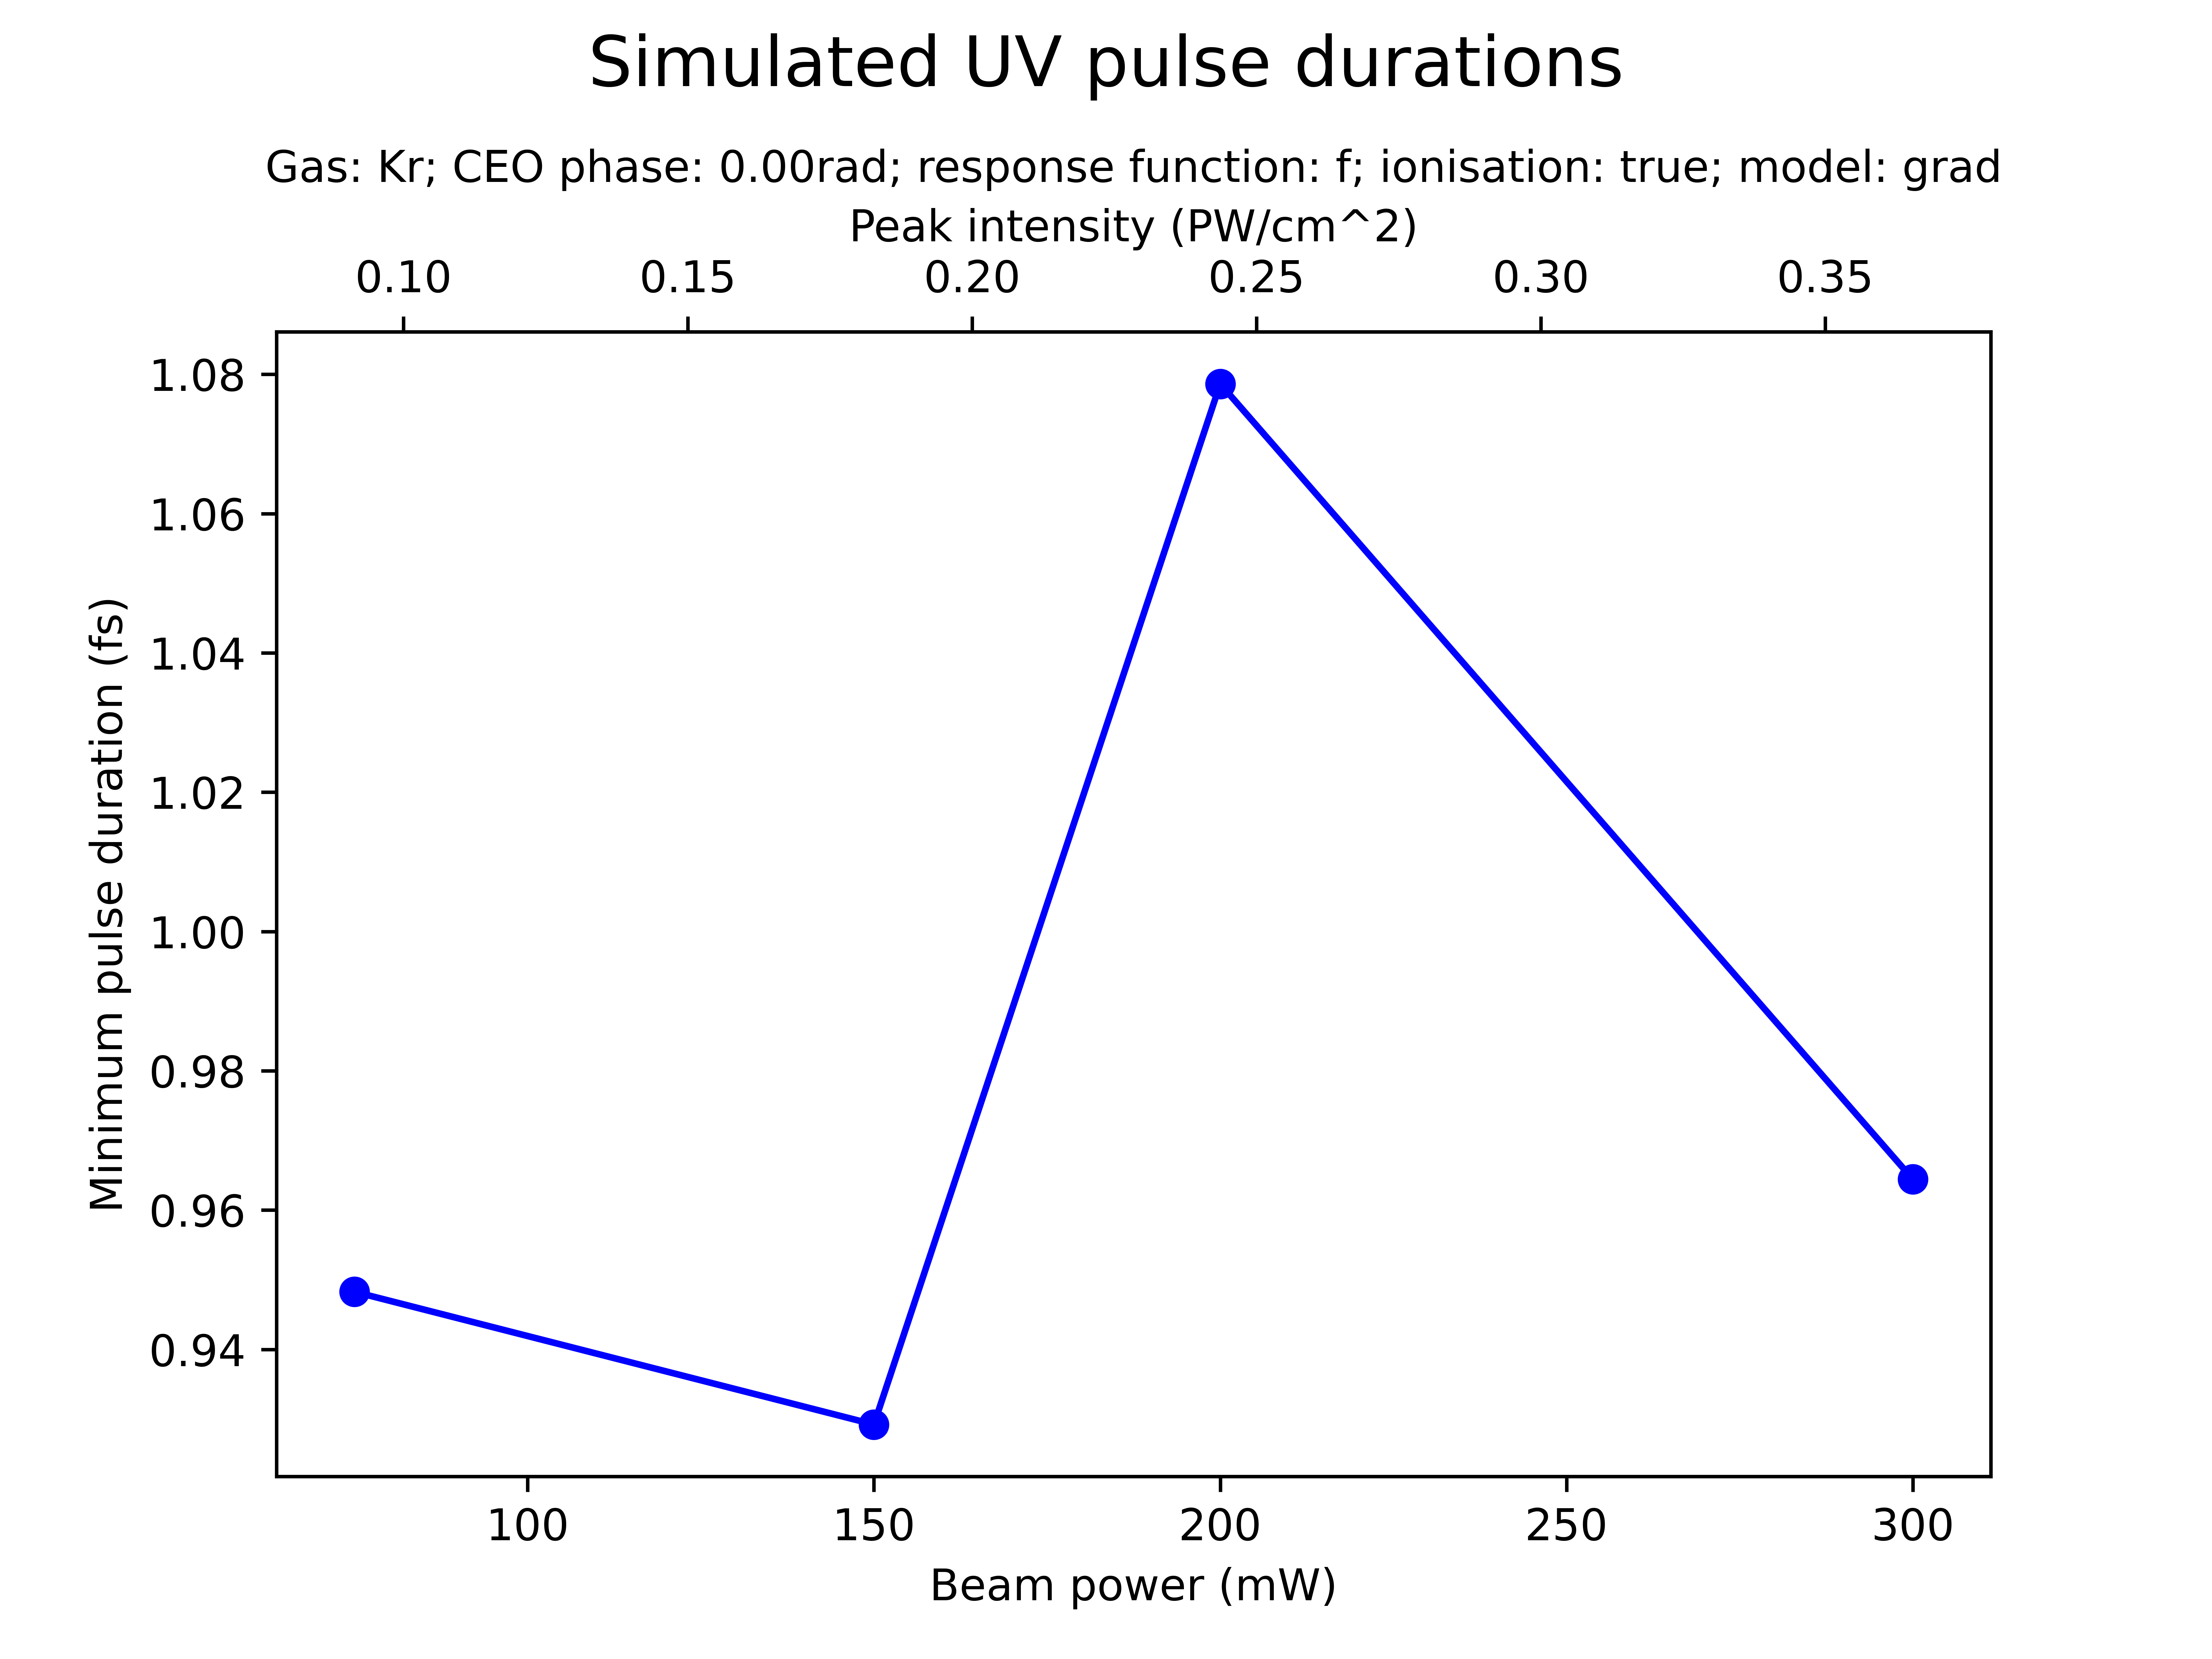 Simulated UV pulse durations
Gas: Kr; CEO phase: 0.00rad; response function: f; ionisation: true; model: grad
Peak intensity (PW/cm^2)
0.10 0.15 0.20 0.25 0.30 0.35
Minimum pulse duration (fs)
1.08
1.06
1.04
1.02
1.00
0.98
0.96
0.94
100 150 200 250 300
Beam power (mW)